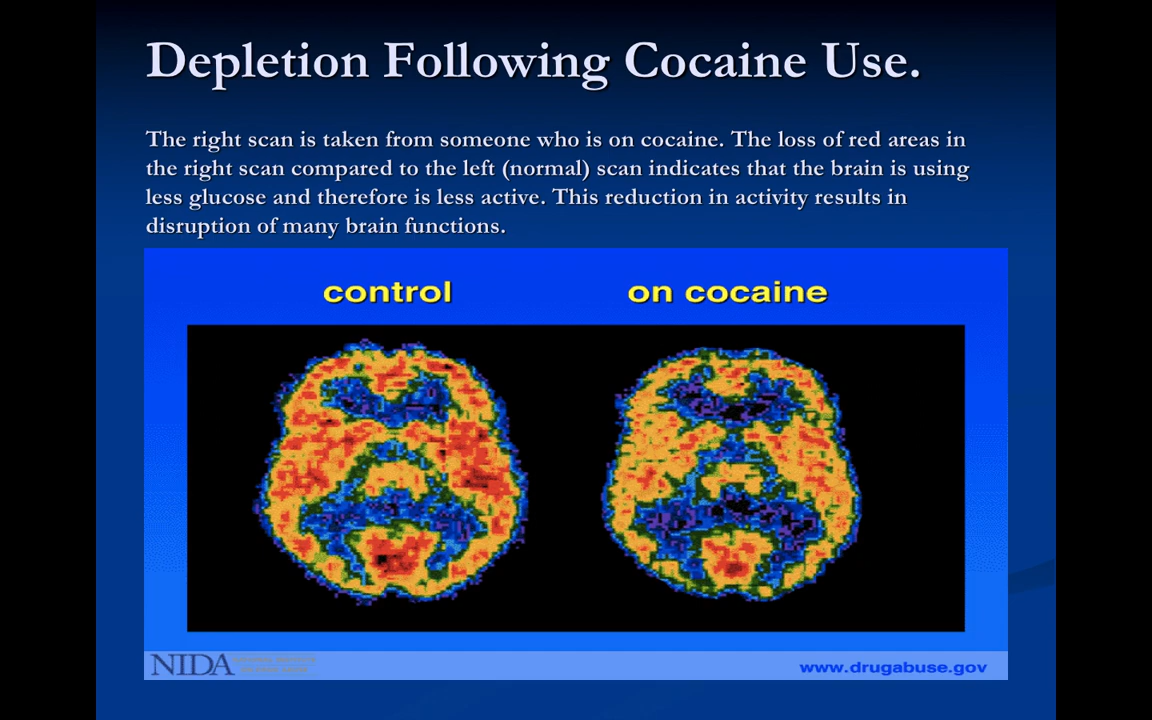 Depletion Following Cocaine Use.
The right scan is taken from someone who is on cocaine. The loss of red areas in
the right scan compared to the left (normal) scan indicates that the brain is using
less glucose and therefore is less active. This reduction in activity results in
disruption of many brain functions.
control
on cocaine
NIDA
www.drugabuse.gov